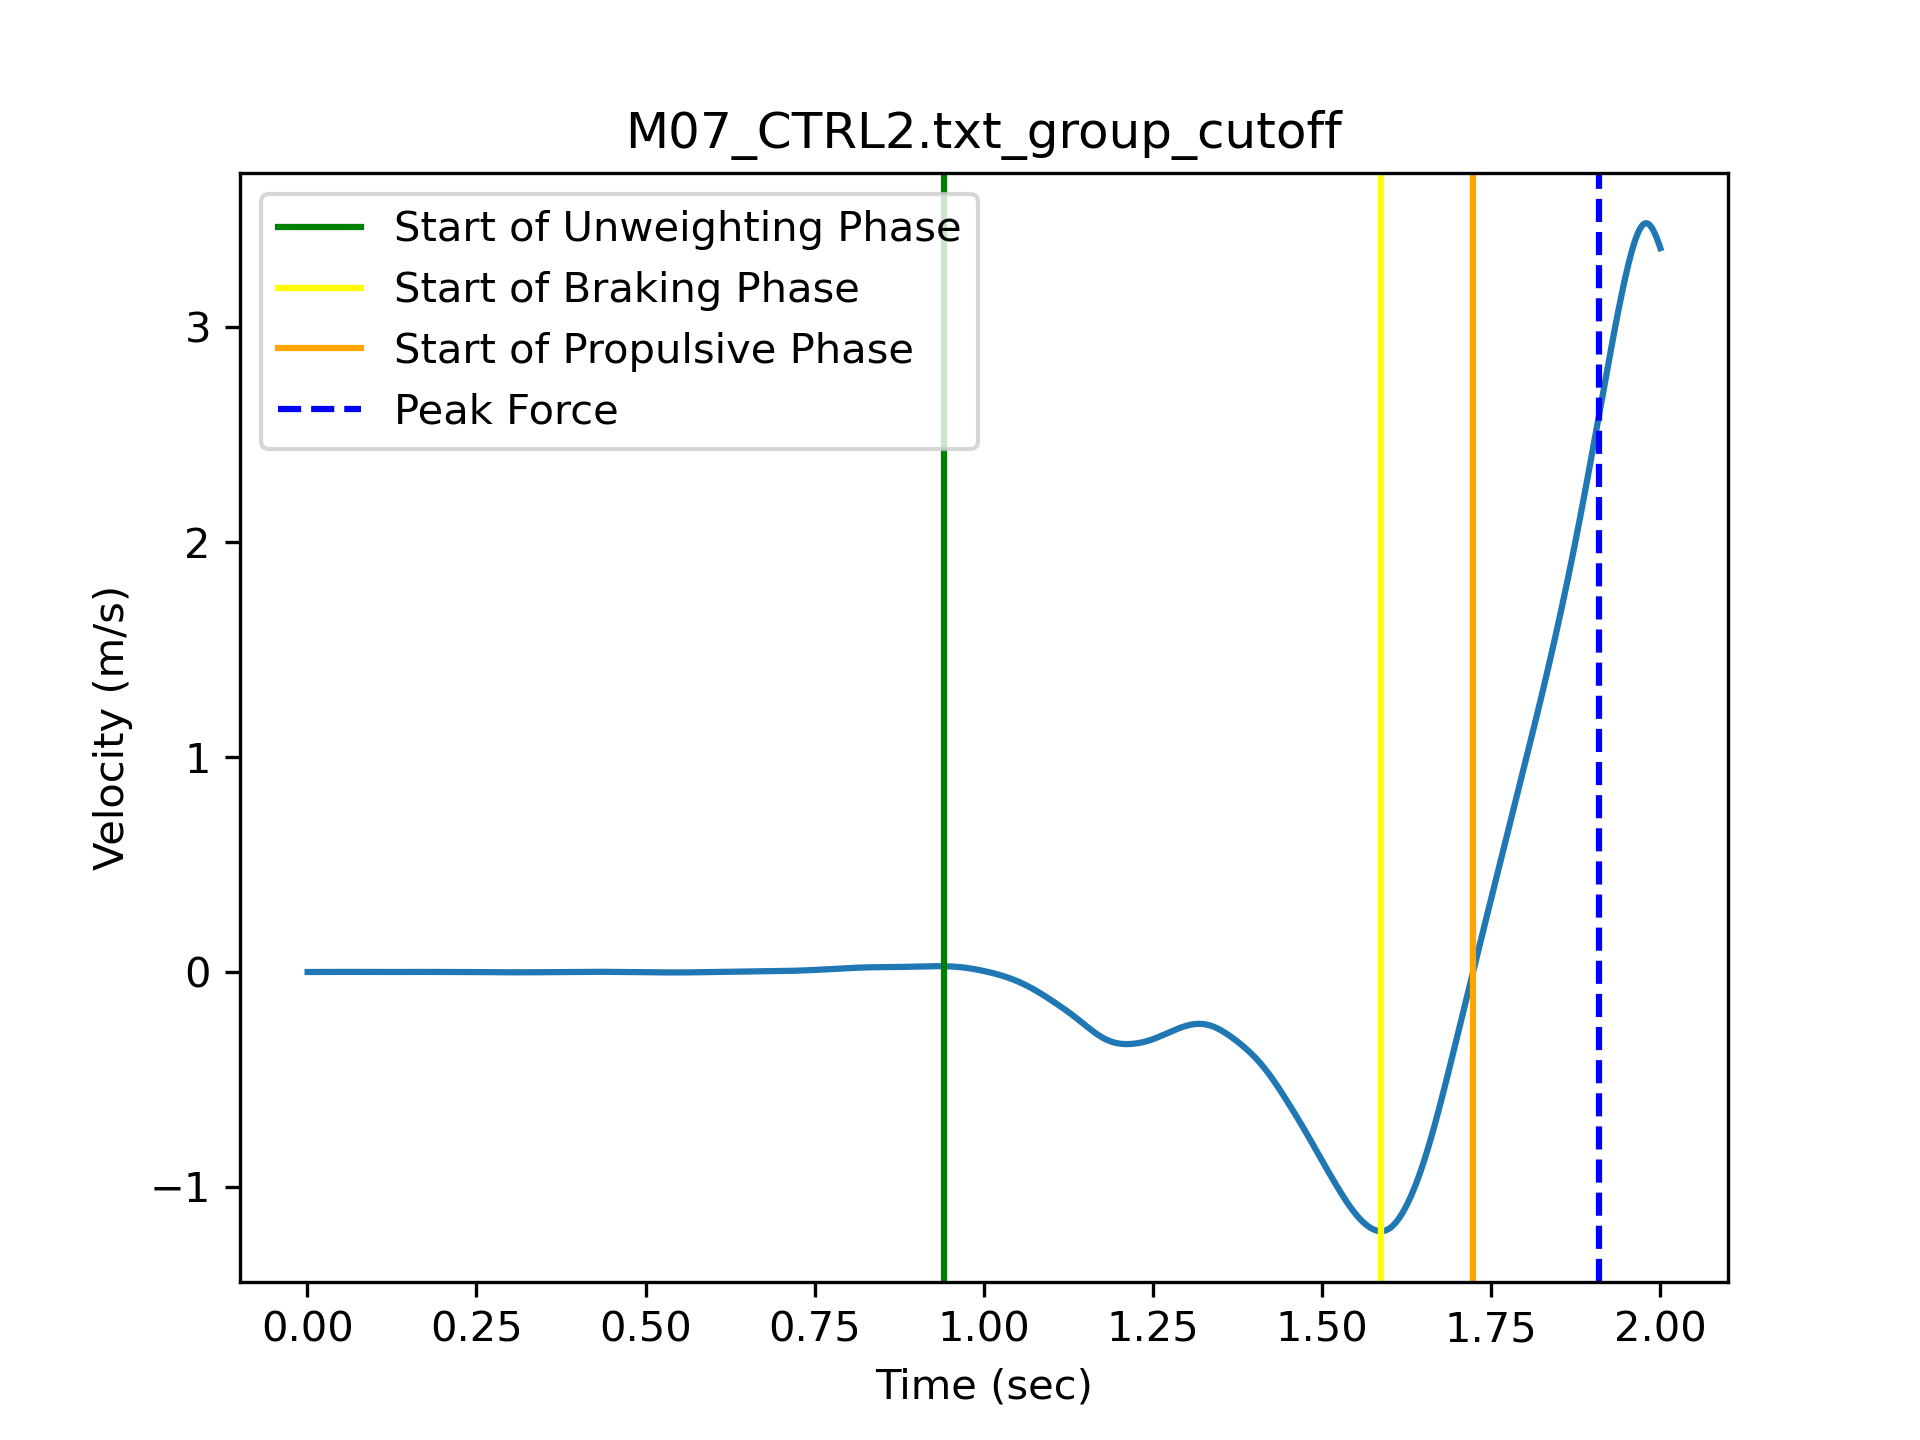 M07_CTRL2.txt_group_cutoff
Start of Unweighting Phase
Start of Braking Phase
Start of Propulsive Phase
Peak Force
3
2
1
0
−1
Velocity (m/s)
0.00 0.25 0.50 0.75 1.00 1.25 1.50 1.75 2.00
Time (sec)